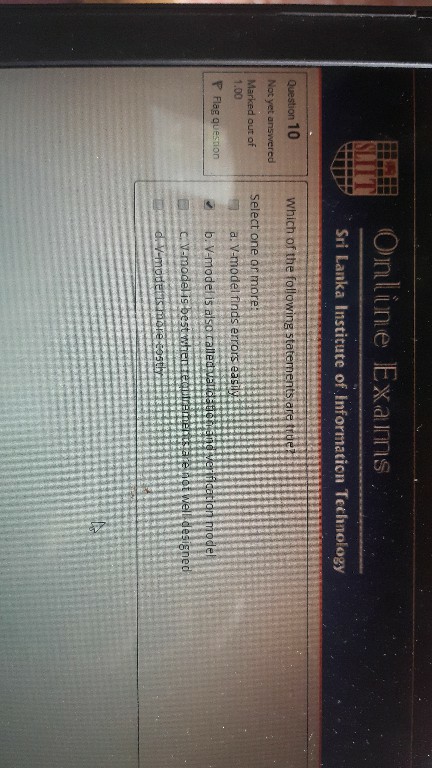 SLIIT
Online Exams
Sri Lanka Institute of Information Technology
Question 10
Not yet answered
Marked out of
1.00
Flag question
Which of the following statements are true?
Select one or more:
a. V-model finds errors easily
b. V-model is also called validation and verification model
c. V-model is best when requirements are not well designed
d. V-model is more costly